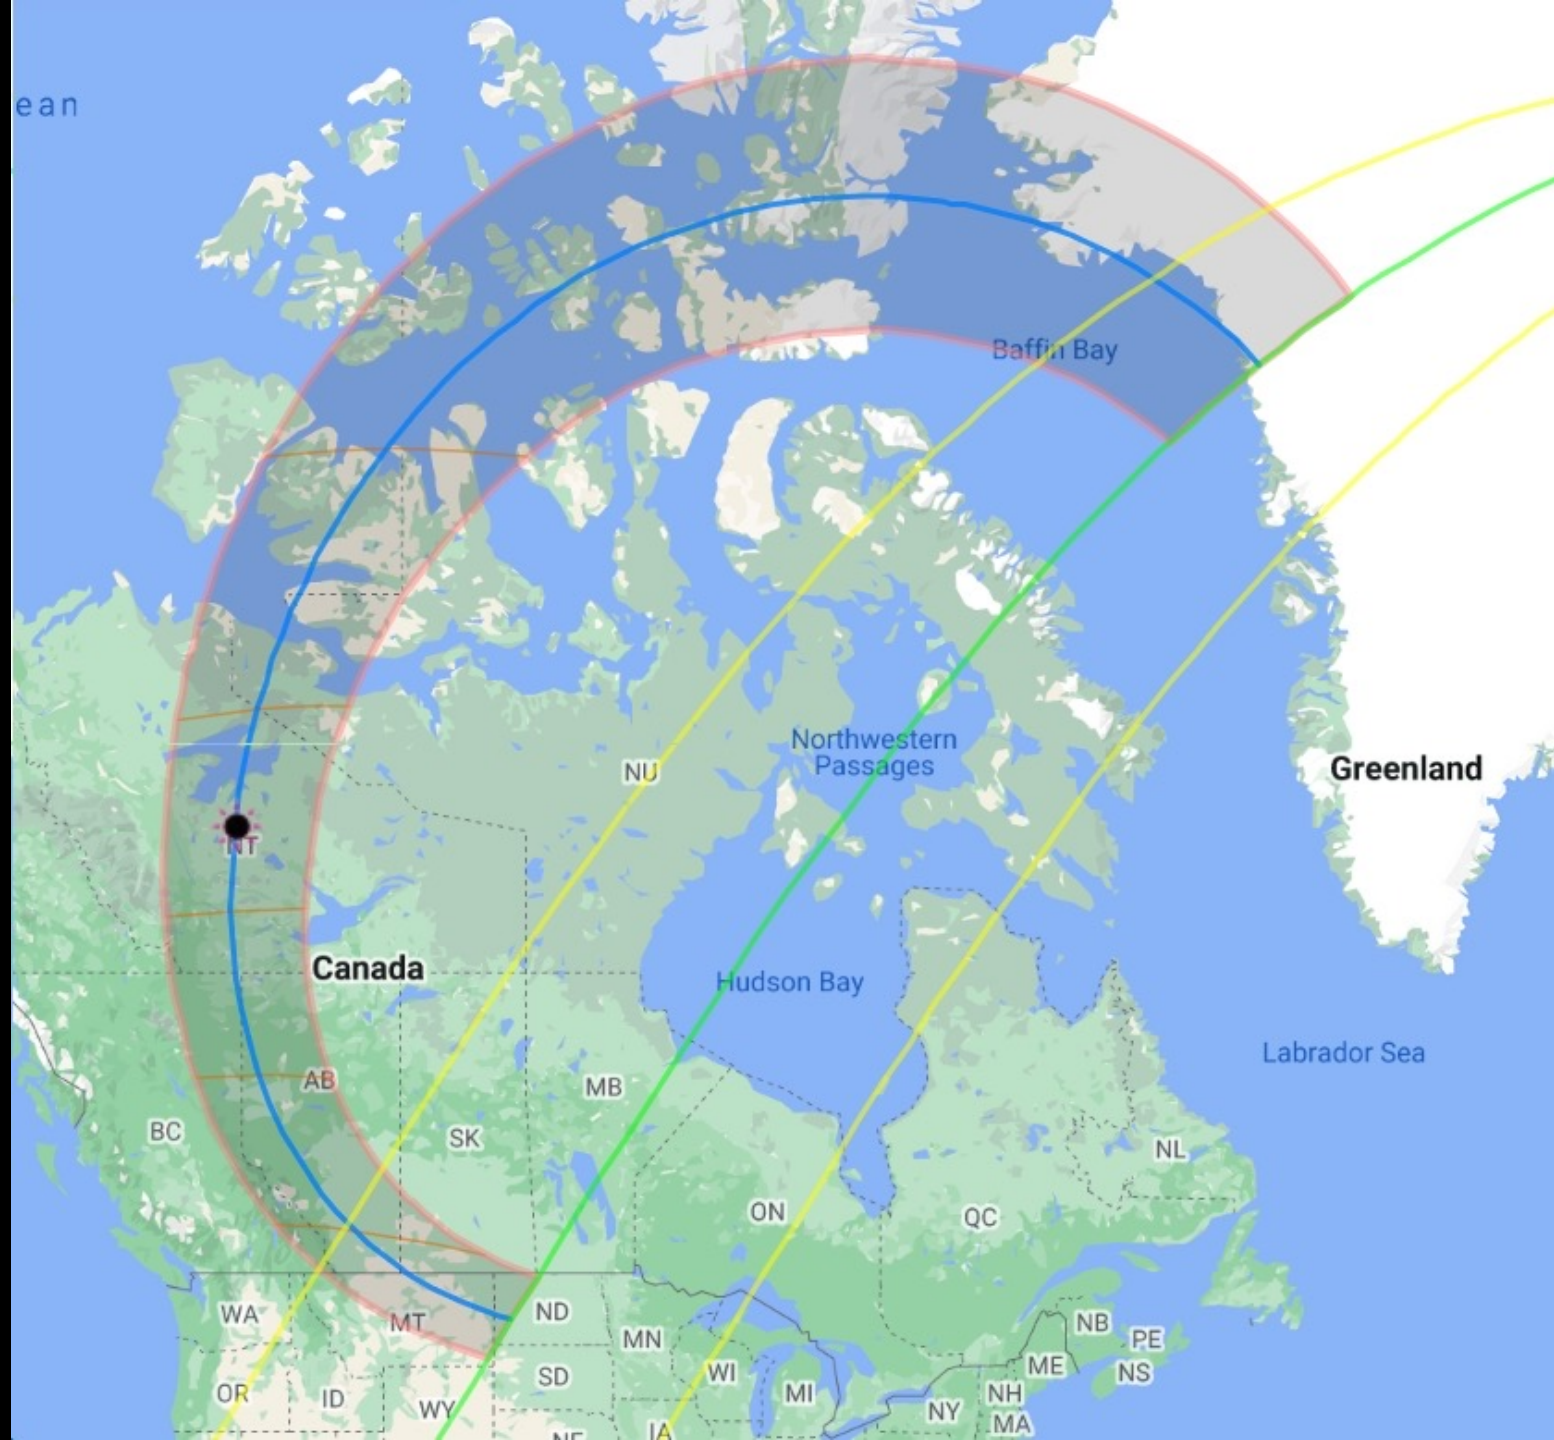 ean
Baffin Bay
Northwestern
Passages
NU
Greenland
NT
Canada
Hudson Bay
Labrador Sea
AB
MB
BC
SK
NL
ON
QC
WA
MT
ND
NB
MN
PE
ME
NS
OR
ID
WY
SD
WI
MI
NH
NY
MA
IA
NE